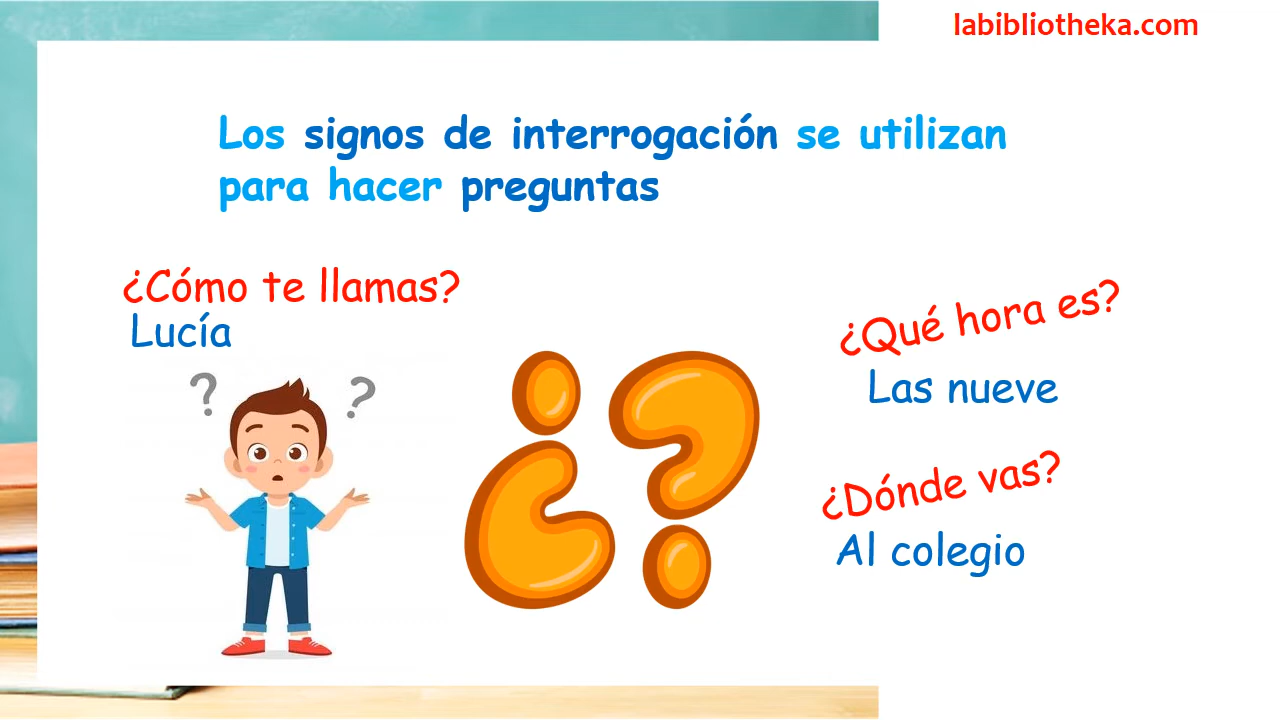 labibliotheka.com
Los signos de interrogación se utilizan
para hacer preguntas
¿Cómo te llamas?
Lucía
¿Qué hora es?
Las nueve
¿Dónde vas?
Al colegio
? ?
¿?